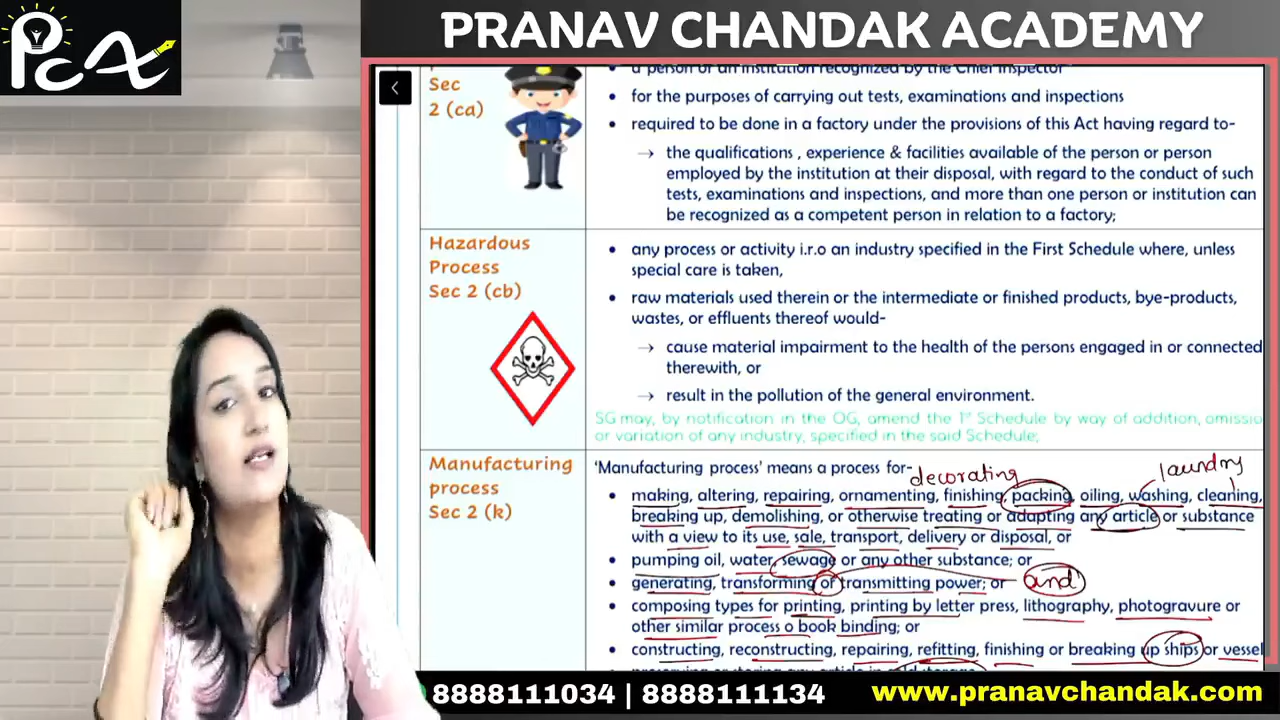 PCA
PRANAV CHANDAK ACADEMY
a person or an institution recognized by the Chief Inspector
Sec
2 (ca)
• for the purposes of carrying out tests, examinations and inspections
• required to be done in a factory under the provisions of this Act having regard to-
→ the qualifications , experience & facilities available of the person or person
employed by the institution at their disposal, with regard to the conduct of such
tests, examinations and inspections, and more than one person or institution can
be recognized as a competent person in relation to a factory;
Hazardous
Process
Sec 2 (cb)
• any process or activity i.r.o an industry specified in the First Schedule where, unless
special care is taken,
• raw materials used therein or the intermediate or finished products, bye-products,
wastes, or effluents thereof would-
→ cause material impairment to the health of the persons engaged in or connected
therewith, or
→ result in the pollution of the general environment.
SG may, by notification in the OG, amend the 1st Schedule by way of addition, omissio
or variation of any industry, specified in the said Schedule;
Manufacturing
process
Sec 2 (k)
'Manufacturing process' means a process for-
decorating
laundry
• making, altering, repairing, ornamenting, finishing, packing, oiling, washing, cleaning,
breaking up, demolishing, or otherwise treating or adapting any article or substance
with a view to its use, sale, transport, delivery or disposal, or
• pumping oil, water, sewage or any other substance; or
• generating, transforming or transmitting power; or
and
• composing types for printing, printing by letter press, lithography, photogravure or
other similar process o book binding; or
• constructing, reconstructing, repairing, refitting, finishing or breaking up ships or vessel
8888111034 | 8888111134
www.pranavchandak.com